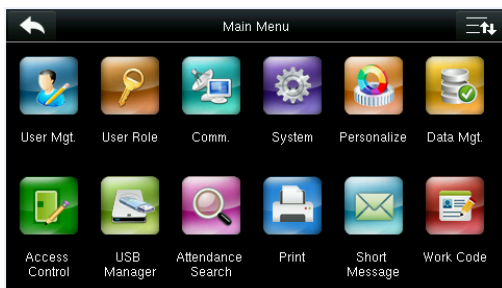 Main Menu
User Mgt. User Role Comm. System Personalize Data Mgt.
Access Control USB Manager Attendance Search Print Short Message Work Code